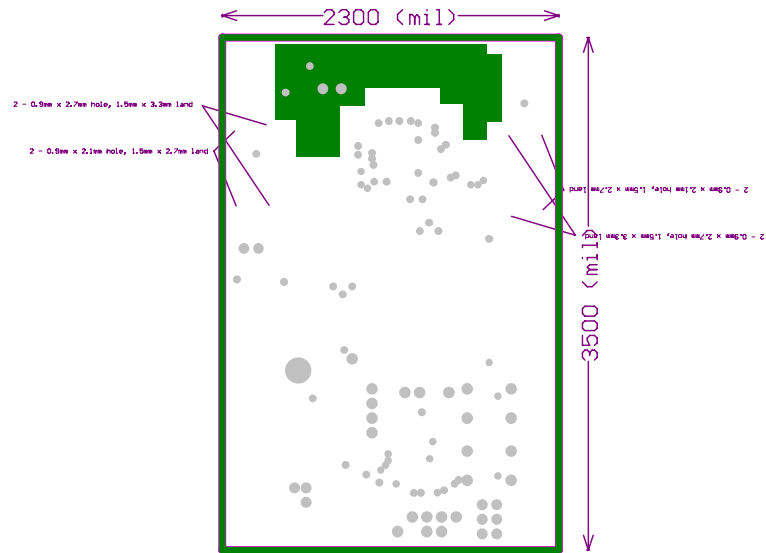 2300 (mil)
2 - 0.9mm x 2.7mm hole, 1.5mm x 3.3mm land
2 - 0.9mm x 2.1mm hole, 1.5mm x 2.7mm land
2 - 0.9mm x 2.1mm hole, 1.5mm x 2.7mm land
2 - 0.9mm x 2.7mm hole, 1.5mm x 3.3mm land
3500 (mil)